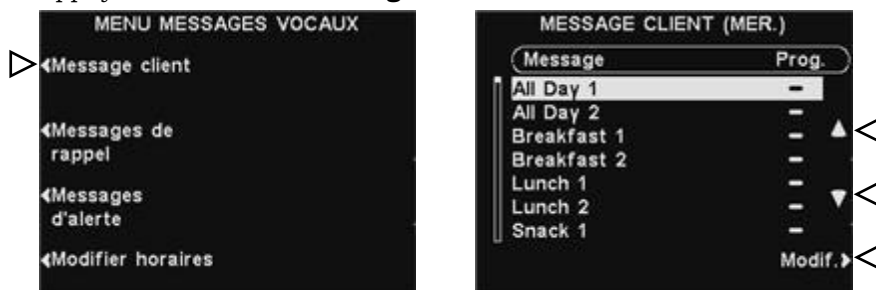 MENU MESSAGES VOCAUX
Message client
Messages de
rappel
Messages
d'alerte
Modifier horaires
MESSAGE CLIENT (MER.)
Message Prog.
All Day 1 –
All Day 2 –
Breakfast 1 –
Breakfast 2 –
Lunch 1 –
Lunch 2 –
Snack 1 –
Modif.